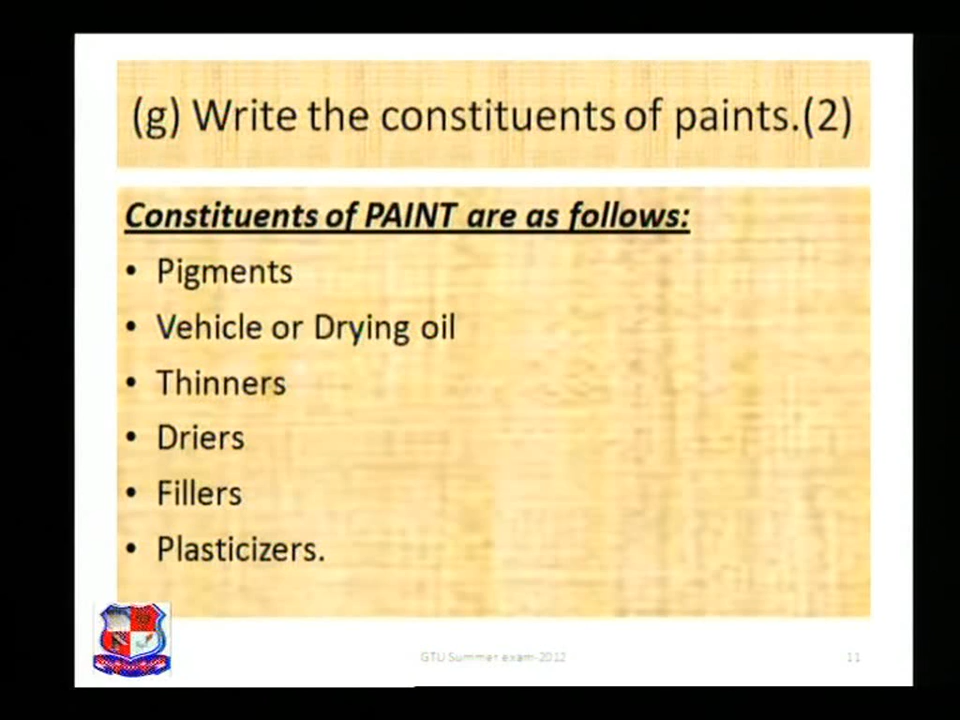 (g) Write the constituents of paints.(2)
Constituents of PAINT are as follows:
• Pigments
• Vehicle or Drying oil
• Thinners
• Driers
• Fillers
• Plasticizers.
GTU Summer exam-2012
11